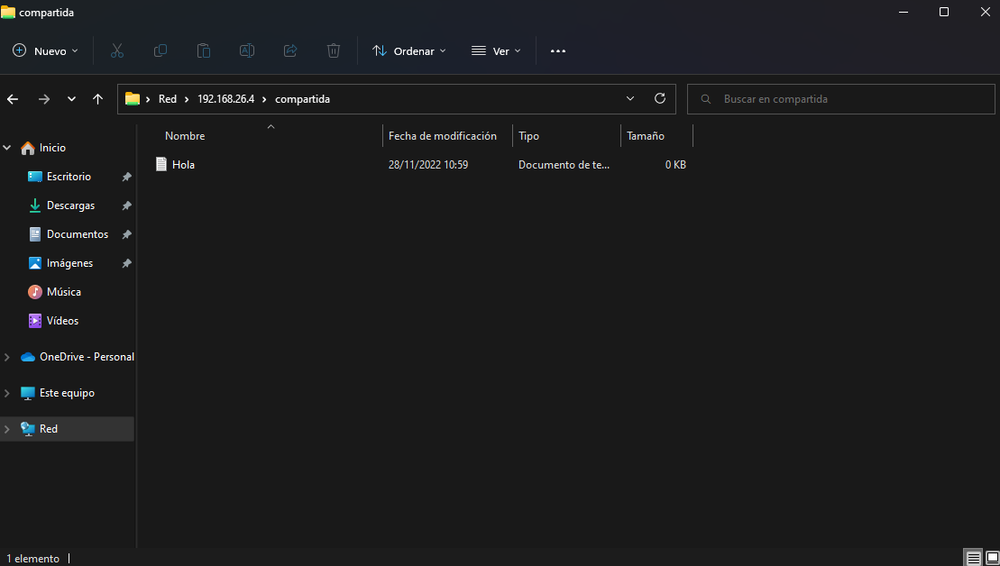 compartida
Nuevo
Ordenar
Ver
Red > 192.168.26.4 > compartida
Buscar en compartida
Nombre Fecha de modificación Tipo Tamaño
Hola 28/11/2022 10:59 Documento de te... 0 KB
Inicio
Escritorio
Descargas
Documentos
Imágenes
Música
Vídeos
OneDrive - Personal
Este equipo
Red
1 elemento